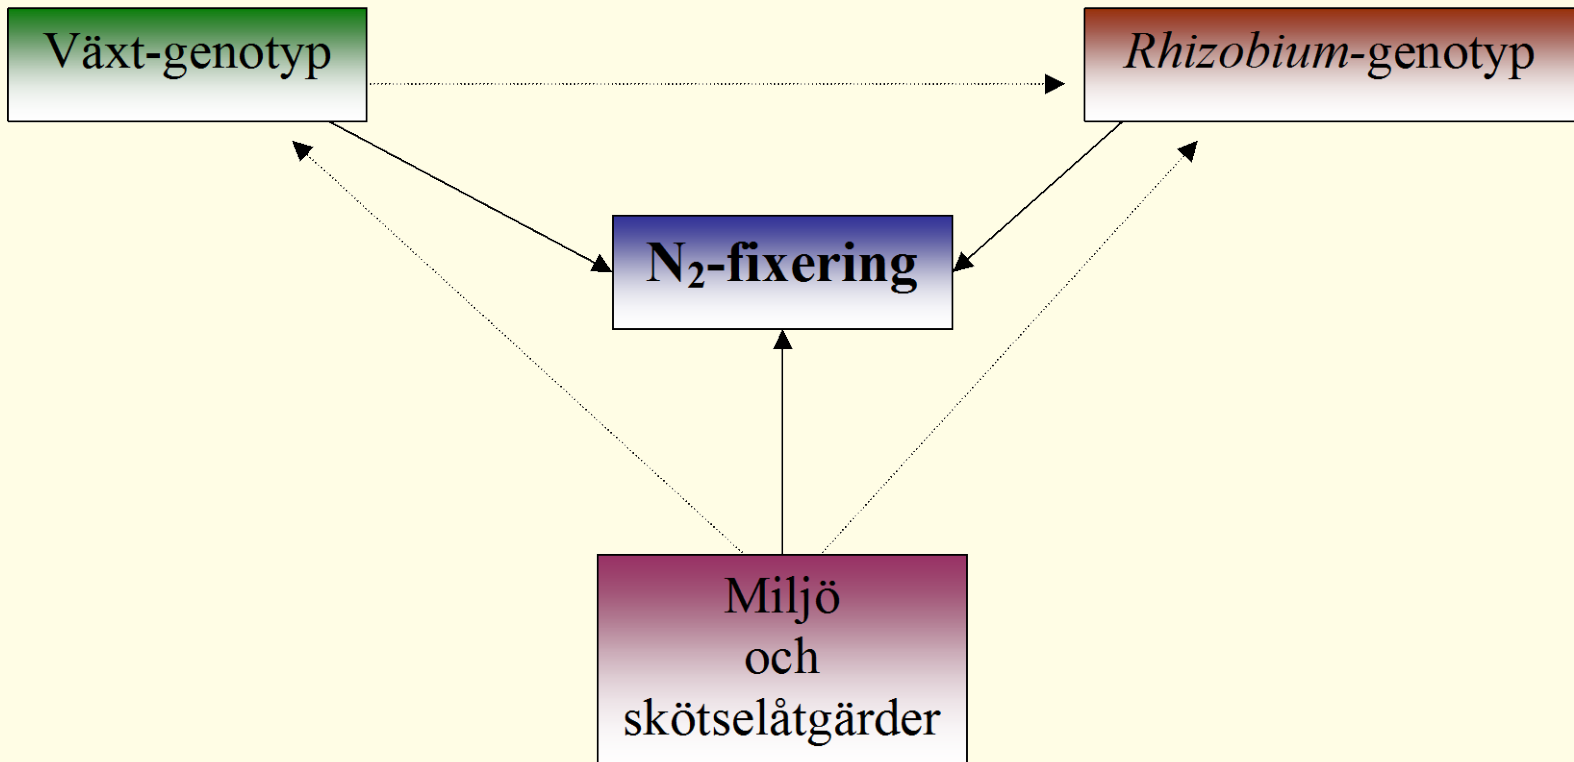 Växt-genotyp
Rhizobium-genotyp
N₂-fixering
Miljö
och
skötselåtgärder